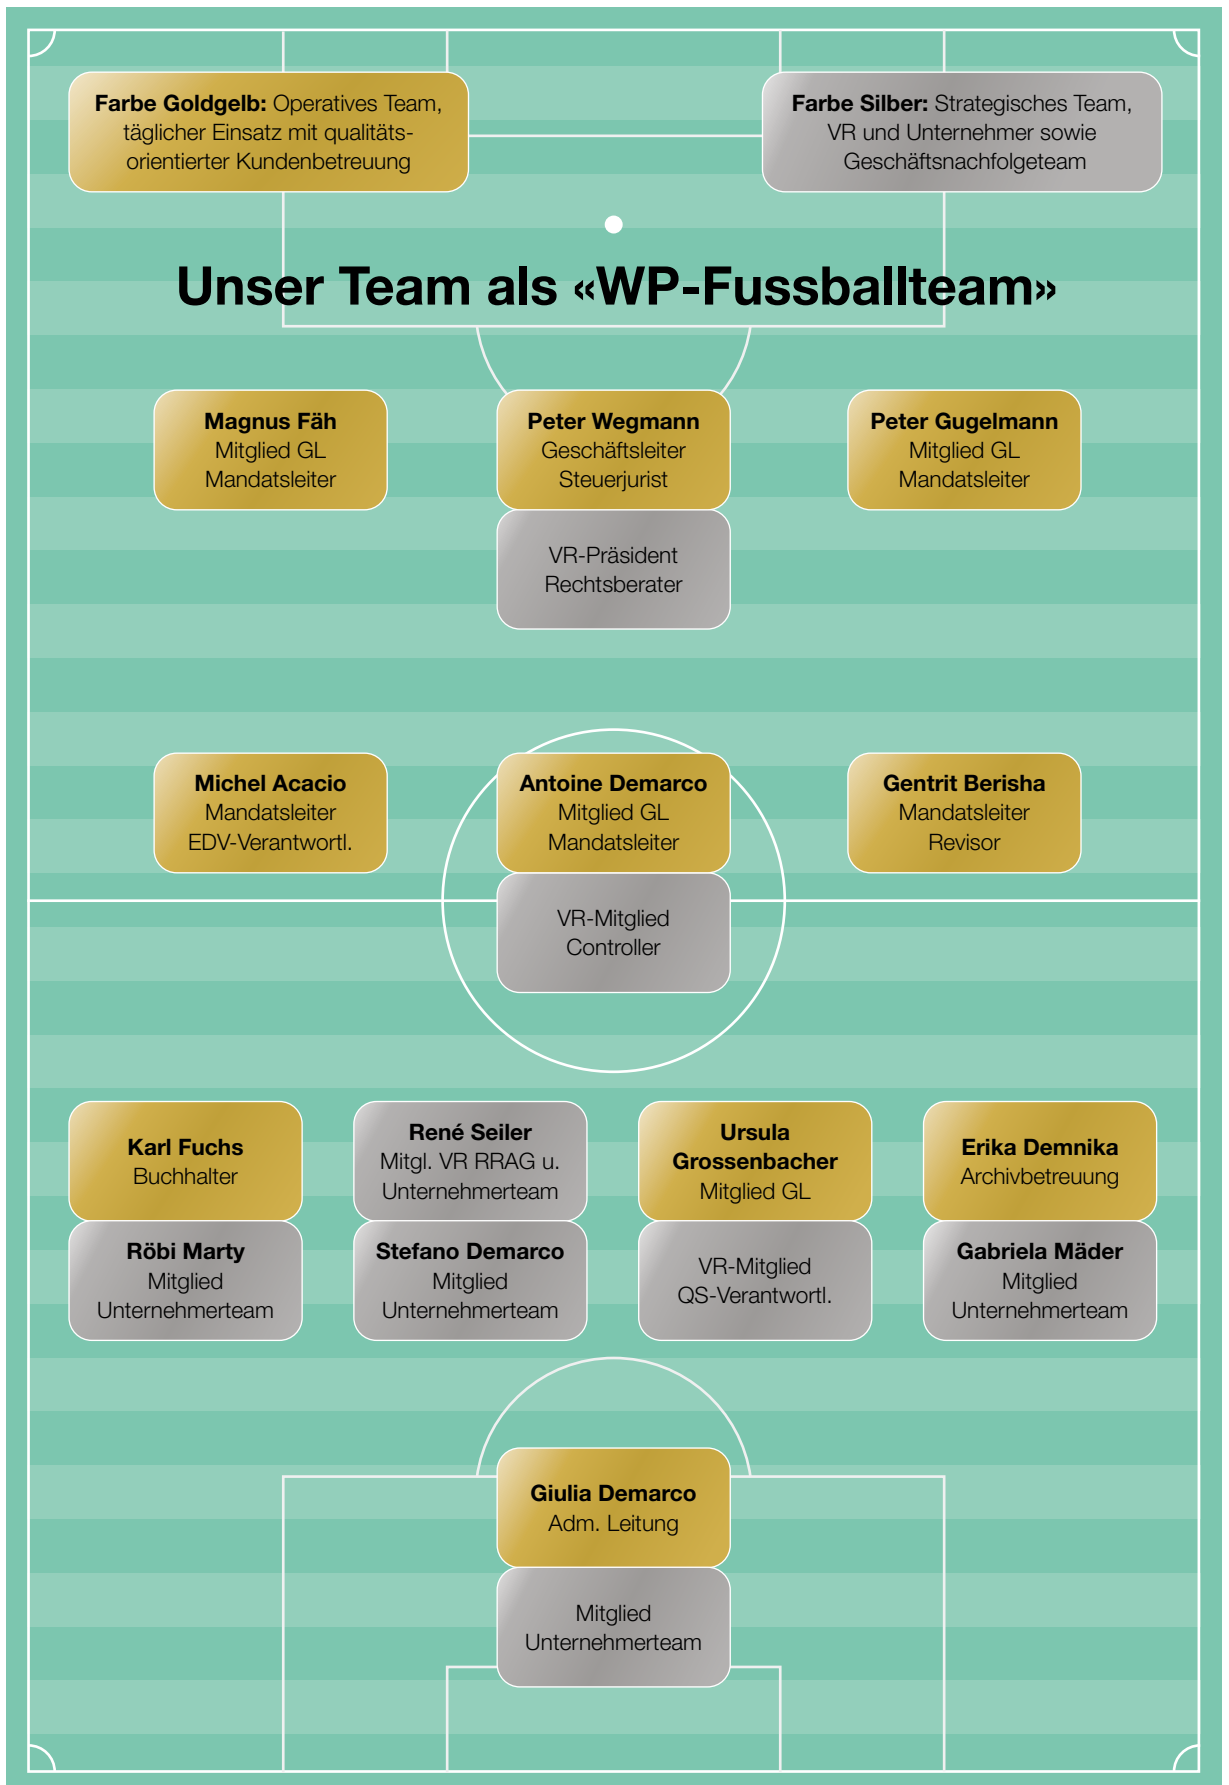 Farbe Goldgelb: Operatives Team,
täglicher Einsatz mit qualitäts-
orientierter Kundenbetreuung
Farbe Silber: Strategisches Team,
VR und Unternehmer sowie
Geschäftsnachfolgeteam
Unser Team als «WP-Fussballteam»
Magnus Fäh
Mitglied GL
Mandatsleiter
Peter Wegmann
Geschäftsleiter
Steuerjurist
VR-Präsident
Rechtsberater
Peter Gugelmann
Mitglied GL
Mandatsleiter
Michel Acacio
Mandatsleiter
EDV-Verantwortl.
Antoine Demarco
Mitglied GL
Mandatsleiter
VR-Mitglied
Controller
Gentrit Berisha
Mandatsleiter
Revisor
Karl Fuchs
Buchhalter
Röbi Marty
Mitglied
Unternehmerteam
René Seiler
Mitgl. VR RRAG u.
Unternehmerteam
Stefano Demarco
Mitglied
Unternehmerteam
Ursula
Grossenbacher
Mitglied GL
VR-Mitglied
QS-Verantwortl.
Erika Demnika
Archivbetreuung
Gabriela Mäder
Mitglied
Unternehmerteam
Giulia Demarco
Adm. Leitung
Mitglied
Unternehmerteam